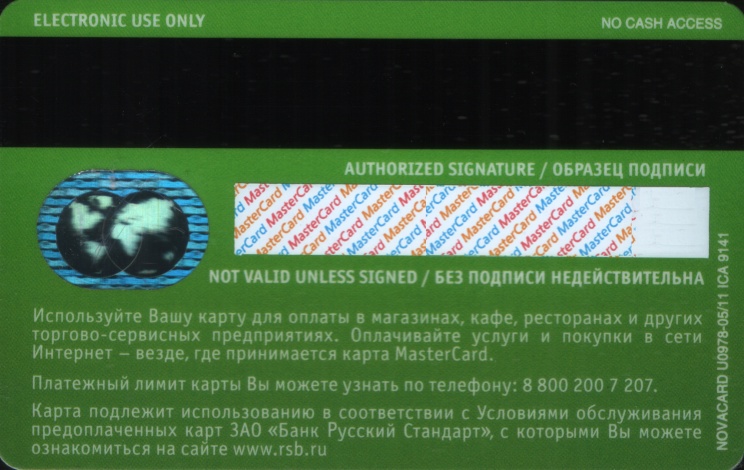 ELECTRONIC USE ONLY
NO CASH ACCESS
AUTHORIZED SIGNATURE / ОБРАЗЕЦ ПОДПИСИ
MasterCard MasterCard MasterCard MasterCard
NOT VALID UNLESS SIGNED / БЕЗ ПОДПИСИ НЕДЕЙСТВИТЕЛЬНА
Используйте Вашу карту для оплаты в магазинах, кафе, ресторанах и других
торгово-сервисных предприятиях. Оплачивайте услуги и покупки в сети
Интернет – везде, где принимается карта MasterCard.
Платежный лимит карты Вы можете узнать по телефону: 8 800 200 7 207.
Карта подлежит использованию в соответствии с Условиями обслуживания
предоплаченных карт ЗАО «Банк Русский Стандарт», с которыми Вы можете
ознакомиться на сайте www.rsb.ru
NOVACARD U0978-05/11 ICA 9141